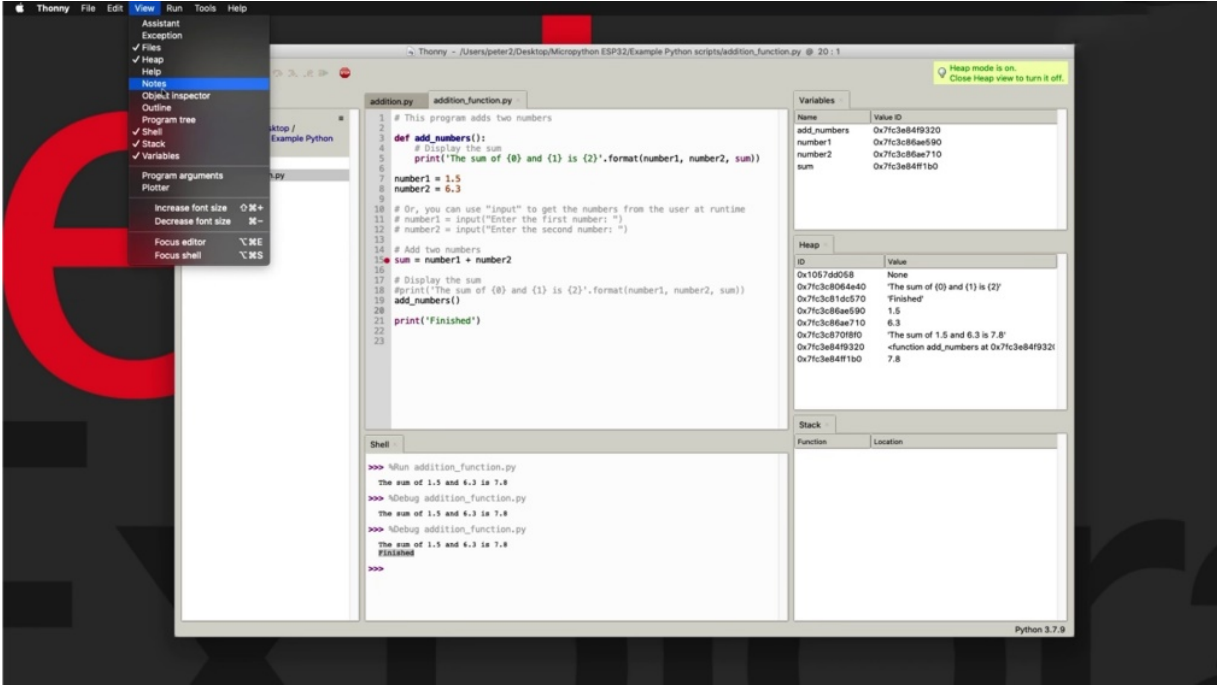 Thonny File Edit View Run Tools Help
Assistant
Exception
✓ Files
✓ Heap
Help
Notes
Object inspector
Outline
Program tree
✓ Shell
✓ Stack
✓ Variables
Program arguments
Plotter
Increase font size ⇧⌘+
Decrease font size ⌘−
Focus editor ⌥⌘E
Focus shell ⌥⌘S
Thonny - /Users/peter2/Desktop/Micropython ESP32/Example Python scripts/addition_function.py @ 20 : 1
Heap mode is on.
Close Heap view to turn it off.
sktop /
Example Python
n.py
addition.py addition_function.py
1 # This program adds two numbers
2
3 def add_numbers():
4 # Display the sum
5 print('The sum of {0} and {1} is {2}'.format(number1, number2, sum))
6
7 number1 = 1.5
8 number2 = 6.3
9
10 # Or, you can use "input" to get the numbers from the user at runtime
11 # number1 = input("Enter the first number: ")
12 # number2 = input("Enter the second number: ")
13
14 # Add two numbers
15 sum = number1 + number2
16
17 # Display the sum
18 #print('The sum of {0} and {1} is {2}'.format(number1, number2, sum))
19 add_numbers()
20
21 print('Finished')
22
23
Shell
>>> %Run addition_function.py
The sum of 1.5 and 6.3 is 7.8
>>> %Debug addition_function.py
The sum of 1.5 and 6.3 is 7.8
>>> %Debug addition_function.py
The sum of 1.5 and 6.3 is 7.8
Finished
>>>
Variables
Name Value ID
add_numbers 0x7fc3e84f9320
number1 0x7fc3c86ae590
number2 0x7fc3c86ae710
sum 0x7fc3e84ff1b0
Heap
ID Value
0x1057dd058 None
0x7fc3c8064e40 'The sum of {0} and {1} is {2}'
0x7fc3c81dc570 'Finished'
0x7fc3c86ae590 1.5
0x7fc3c86ae710 6.3
0x7fc3c870f8f0 'The sum of 1.5 and 6.3 is 7.8'
0x7fc3e84f9320 <function add_numbers at 0x7fc3e84f932(
0x7fc3e84ff1b0 7.8
Stack
Function Location
Python 3.7.9